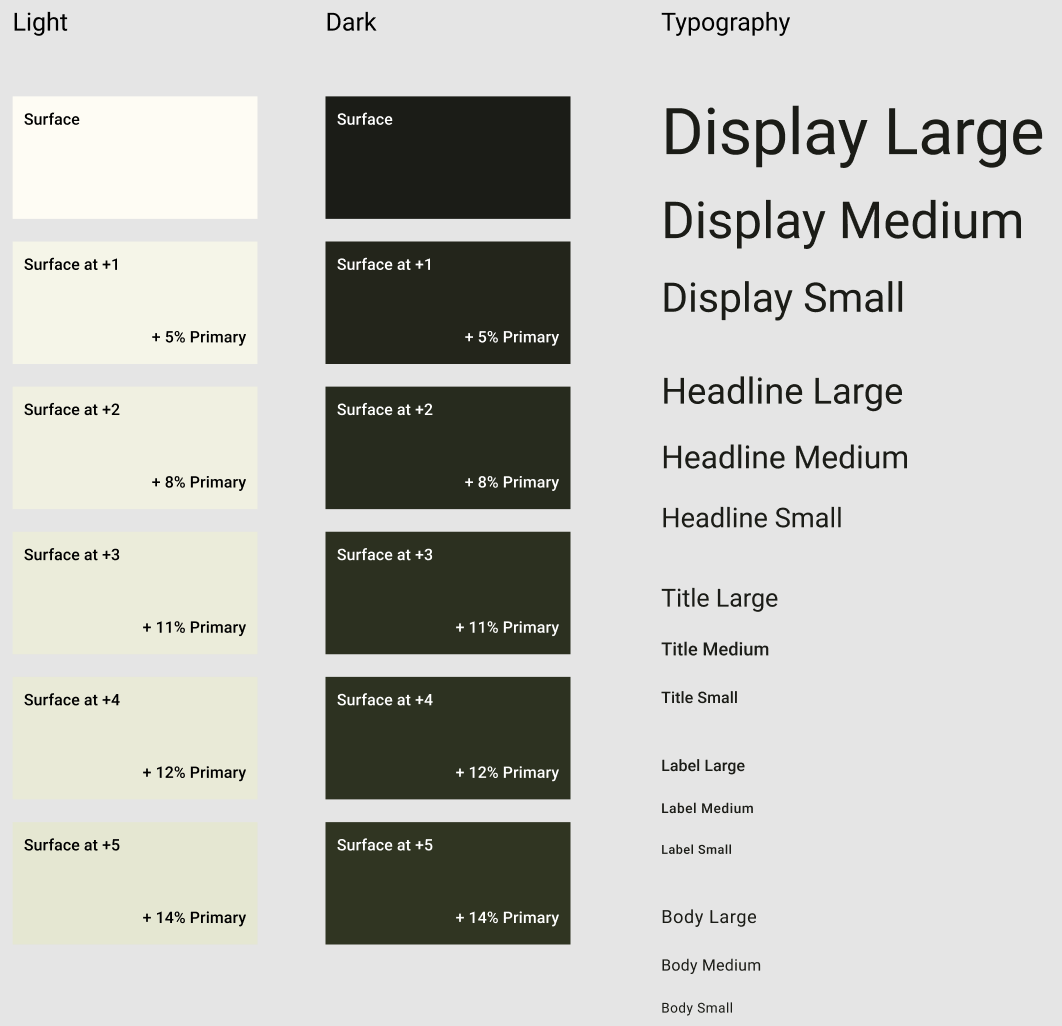 Light
Surface
Surface at +1
+ 5% Primary
Surface at +2
+ 8% Primary
Surface at +3
+ 11% Primary
Surface at +4
+ 12% Primary
Surface at +5
+ 14% Primary
Dark
Surface
Surface at +1
+ 5% Primary
Surface at +2
+ 8% Primary
Surface at +3
+ 11% Primary
Surface at +4
+ 12% Primary
Surface at +5
+ 14% Primary
Typography
Display Large
Display Medium
Display Small
Headline Large
Headline Medium
Headline Small
Title Large
Title Medium
Title Small
Label Large
Label Medium
Label Small
Body Large
Body Medium
Body Small